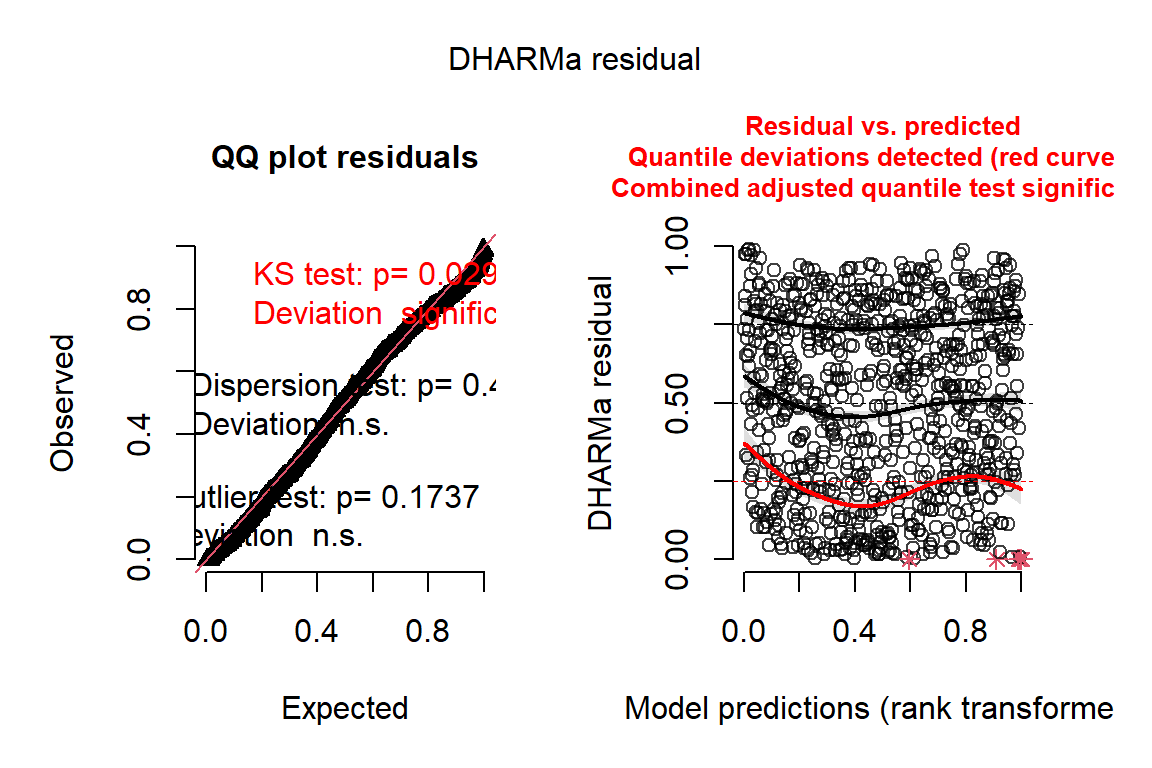 DHARMa residual
QQ plot residuals
KS test: p= 0.029
Deviation signific
Dispersion test: p= 0.4
Deviation n.s.
utlier test: p= 0.1737
eviation n.s.
Observed
0.0 0.4 0.8
0.0 0.4 0.8
Expected
Residual vs. predicted
Quantile deviations detected (red curve
Combined adjusted quantile test signific
DHARMa residual
0.00 0.50 1.00
0.0 0.4 0.8
Model predictions (rank transforme